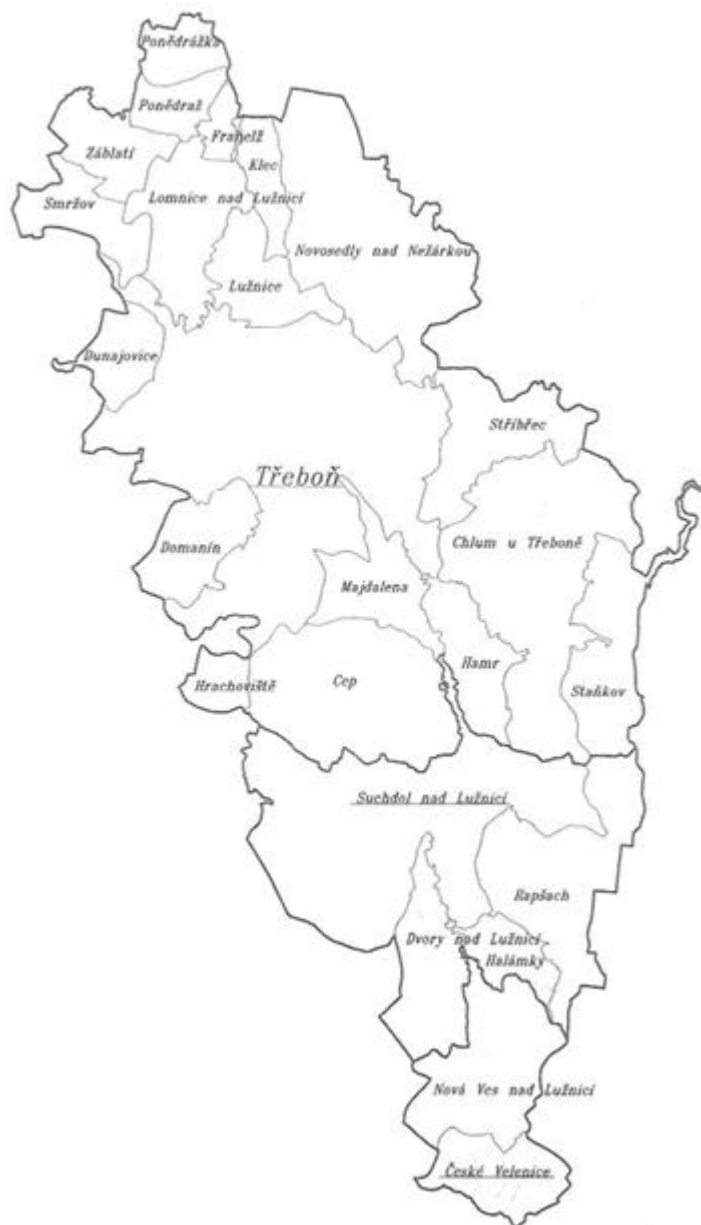 Ponědrážka
Ponědraž
Frahelž
Záblatí
Klec
Smržov
Lomnice nad Lužnicí
Novosedly nad Nežárkou
Lužnice
Dunajovice
Stříbřec
Třeboň
Domanín
Chlum u Třeboně
Majdalena
Hamr
Hrachoviště
Cep
Staňkov
Suchdol nad Lužnicí
Rapšach
Dvory nad Lužnicí
Halámky
Nová Ves nad Lužnicí
České Velenice